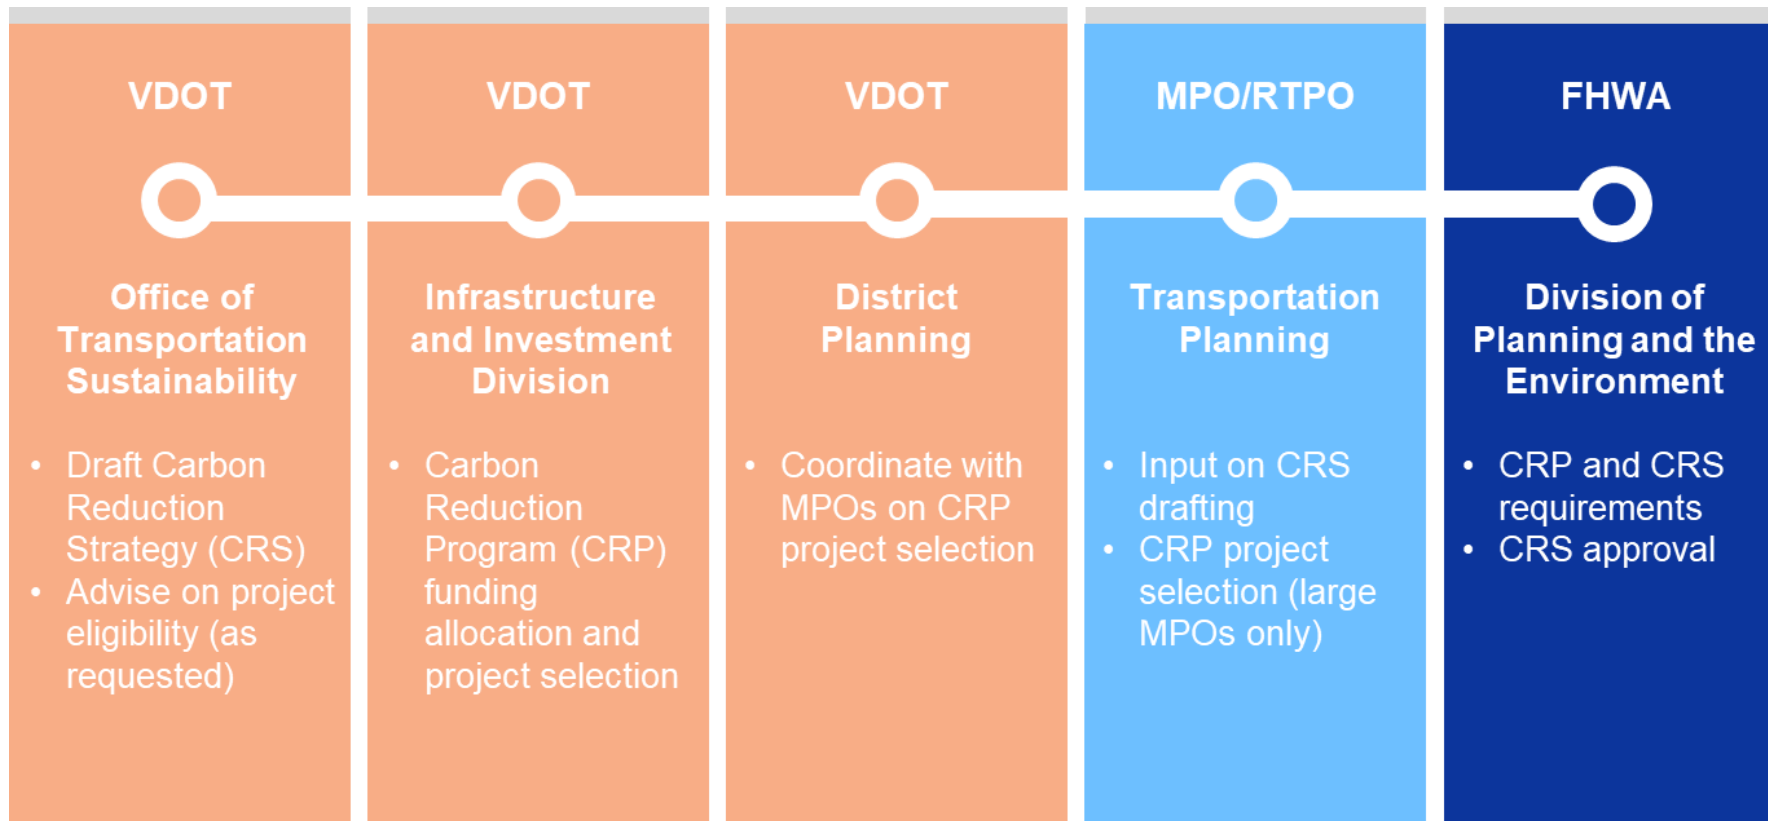 VDOT
Office of
Transportation
Sustainability
• Draft Carbon
Reduction
Strategy (CRS)
• Advise on project
eligibility (as
requested)
VDOT
Infrastructure
and Investment
Division
• Carbon
Reduction
Program (CRP)
funding
allocation and
project selection
VDOT
District
Planning
• Coordinate with
MPOs on CRP
project selection
MPO/RTPO
Transportation
Planning
• Input on CRS
drafting
• CRP project
selection (large
MPOs only)
FHWA
Division of
Planning and the
Environment
• CRP and CRS
requirements
• CRS approval